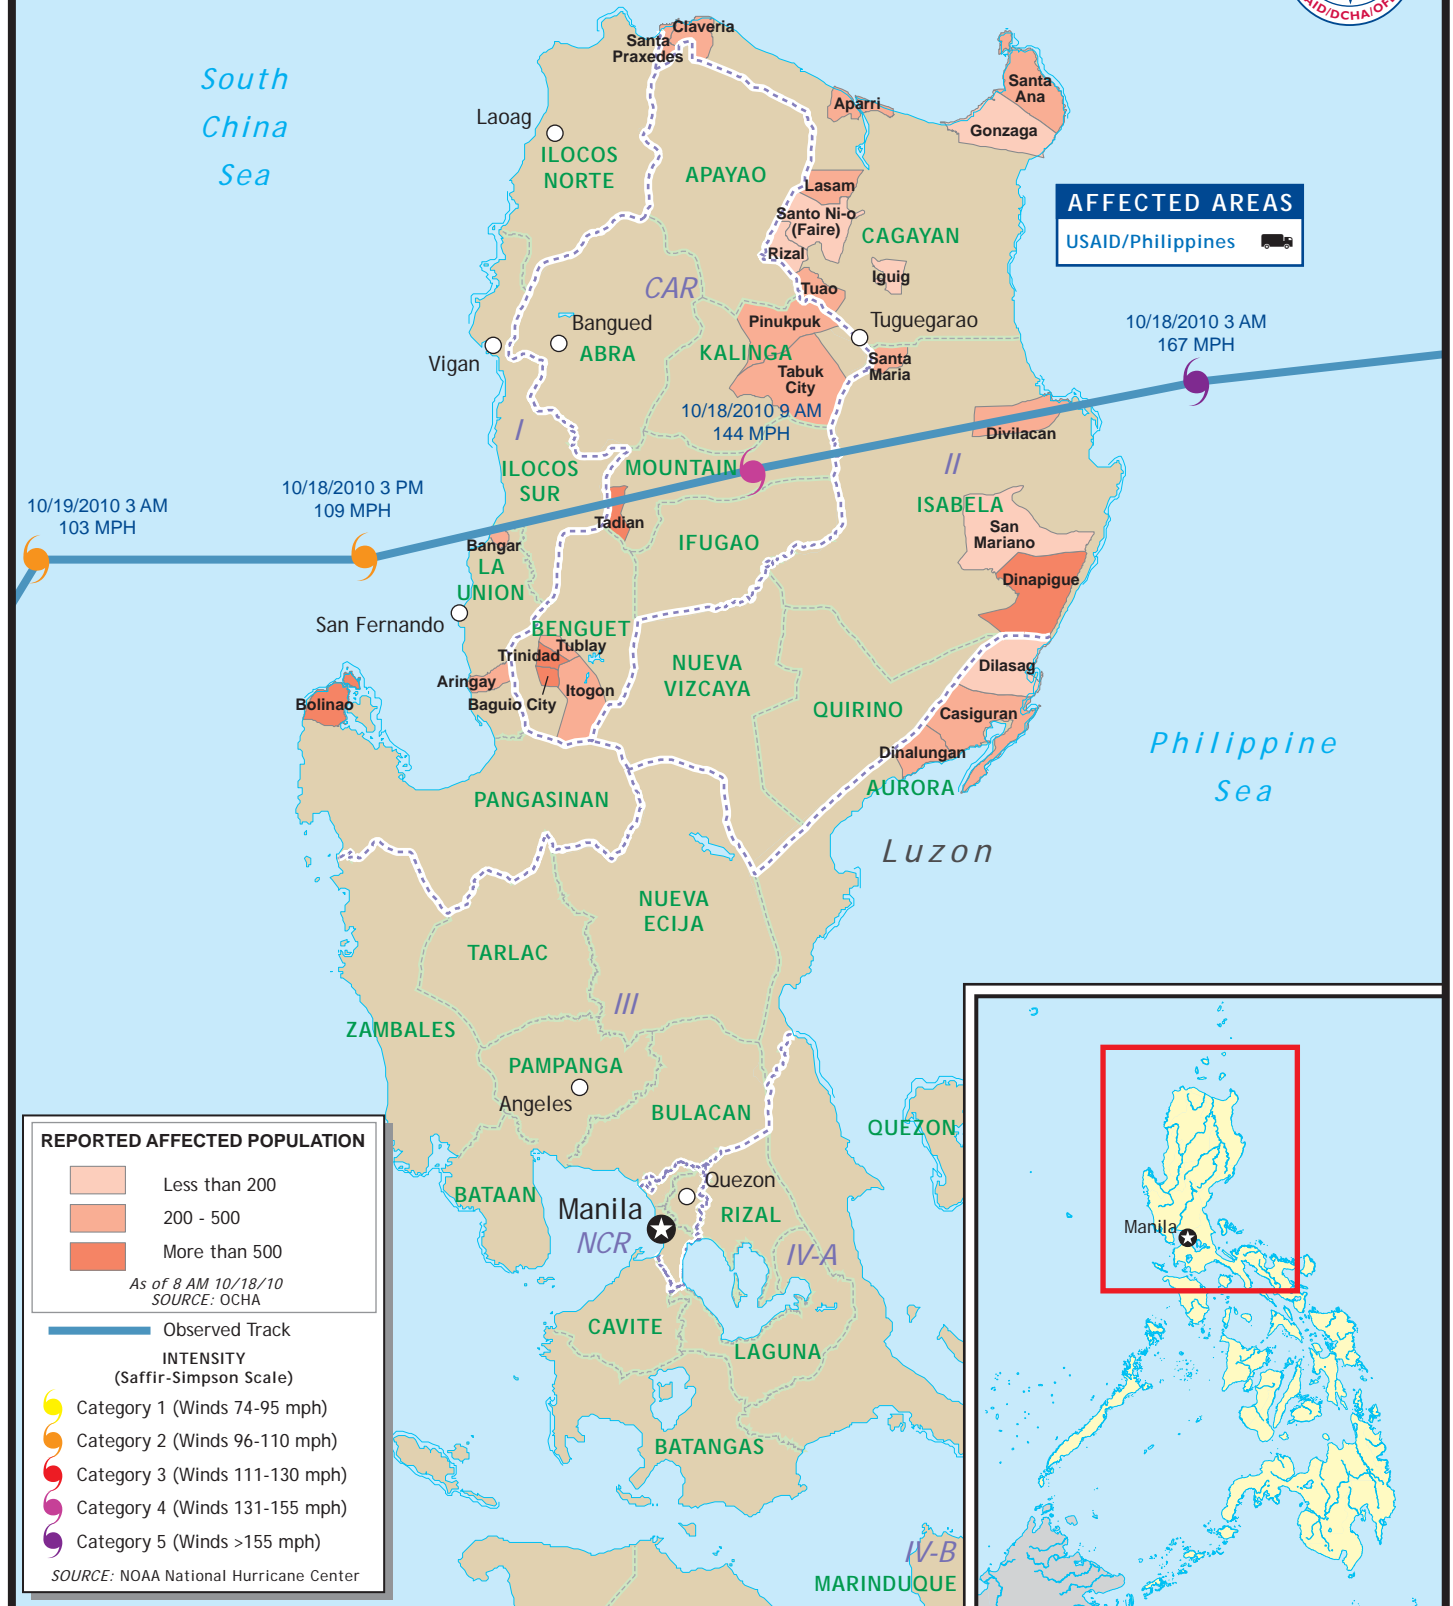 AID/DCHA/OF
South
China
Sea
Claveria
Santa
Praxedes
Laoag
ILOCOS
NORTE
APAYAO
Aparri
Santa
Ana
Gonzaga
Lasam
Santo Ni-o
(Faire)
CAGAYAN
Rizal
Iguig
Tuao
AFFECTED AREAS
USAID/Philippines
CAR
Bangued
ABRA
Vigan
Pinukpuk
KALINGA
Tabuk
City
Tuguegarao
Santa
Maria
10/18/2010 3 AM
167 MPH
10/18/2010 9 AM
144 MPH
Divilacan
I
II
ILOCOS
SUR
MOUNTAIN
ISABELA
10/19/2010 3 AM
103 MPH
10/18/2010 3 PM
109 MPH
Tadian
San
Mariano
Bangar
IFUGAO
LA
UNION
Dinapigue
San Fernando
BENGUET
Tublay
Trinidad
Aringay
Itogon
Baguio City
Bolinao
NUEVA
VIZCAYA
Dilasag
QUIRINO
Casiguran
Dinalungan
AURORA
Philippine
Sea
PANGASINAN
Luzon
NUEVA
ECIJA
TARLAC
III
ZAMBALES
PAMPANGA
Angeles
BULACAN
QUEZON
BATAAN
Quezon
Manila
NCR
RIZAL
IV-A
CAVITE
LAGUNA
BATANGAS
IV-B
MARINDUQUE
Manila
REPORTED AFFECTED POPULATION
Less than 200
200 - 500
More than 500
As of 8 AM 10/18/10
SOURCE: OCHA
Observed Track
INTENSITY
(Saffir-Simpson Scale)
Category 1 (Winds 74-95 mph)
Category 2 (Winds 96-110 mph)
Category 3 (Winds 111-130 mph)
Category 4 (Winds 131-155 mph)
Category 5 (Winds >155 mph)
SOURCE: NOAA National Hurricane Center